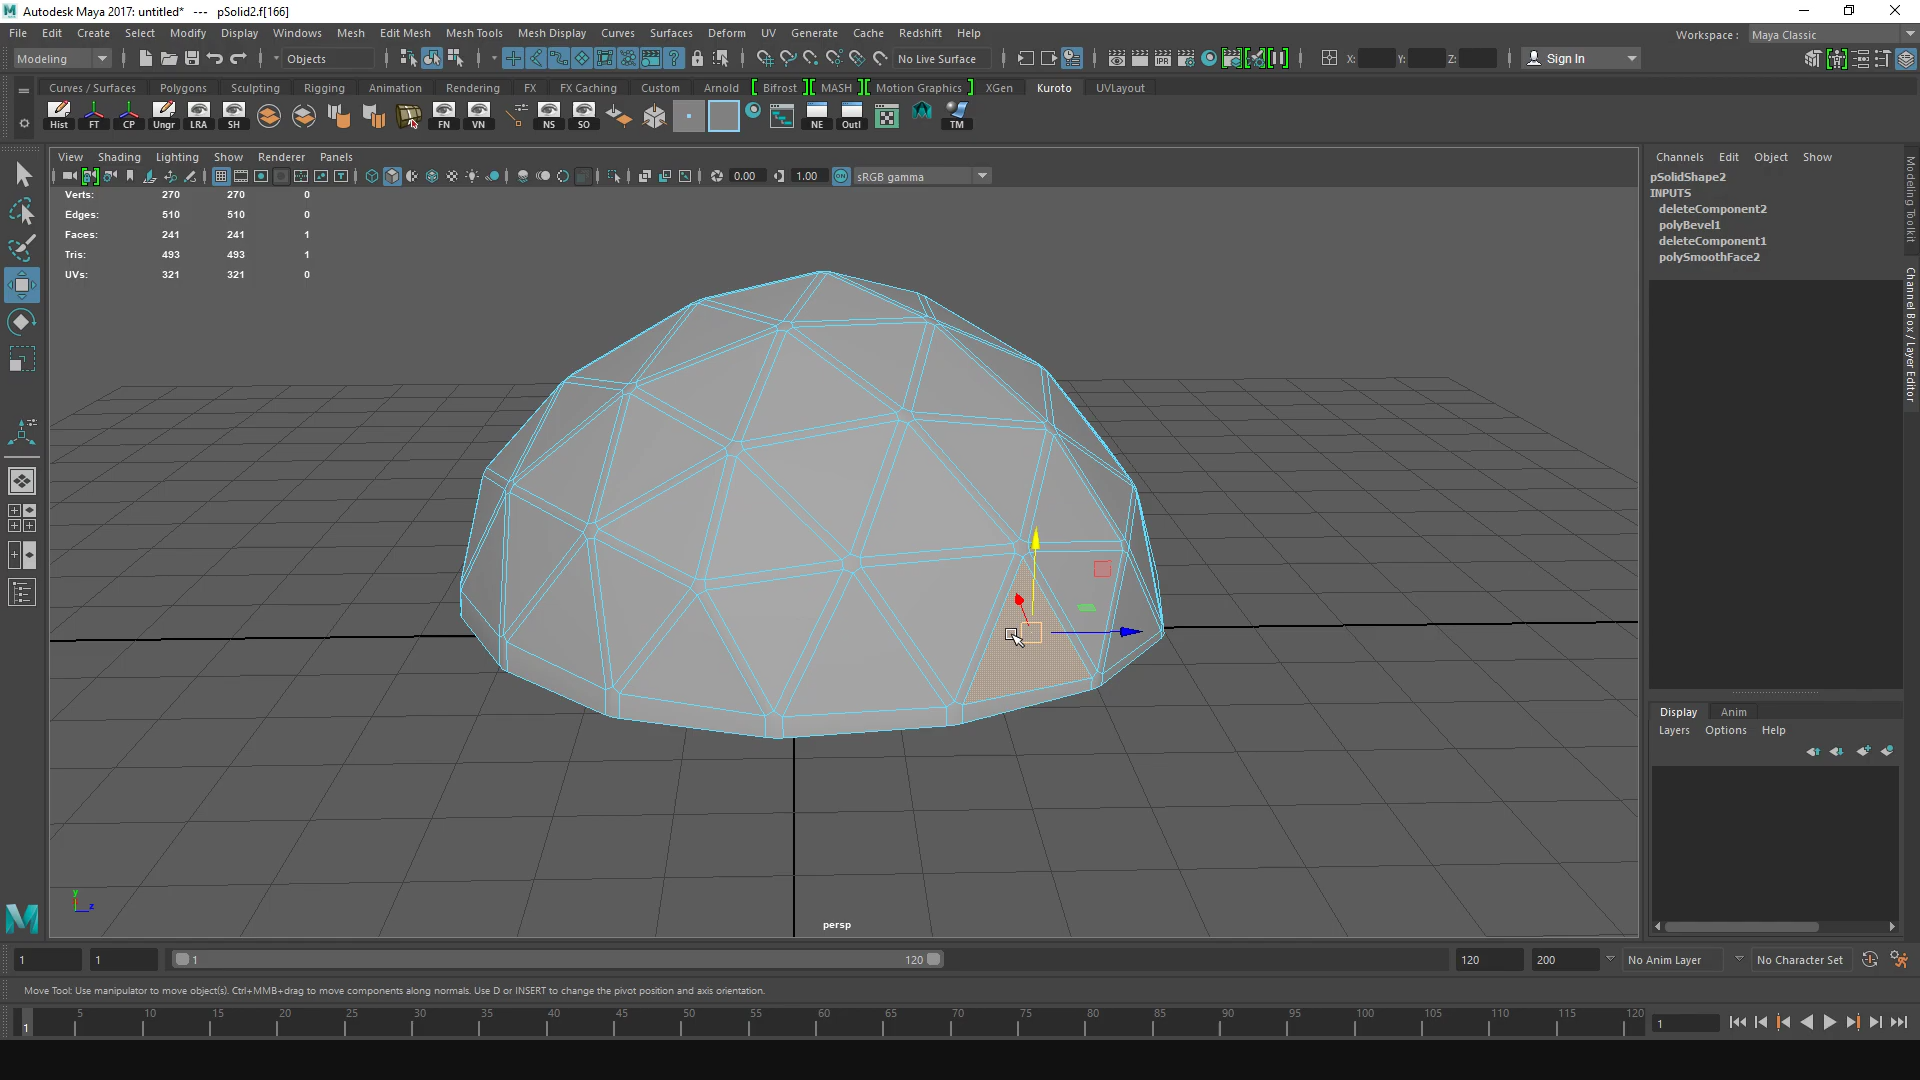 Autodesk Maya 2017: untitled* --- pSolid2.f[166]
File Edit Create Select Modify Display Windows Mesh Edit Mesh Mesh Tools Mesh Display Curves Surfaces Deform UV Generate Cache Redshift Help
Workspace : Maya Classic
Modeling Objects No Live Surface IPR X: Y: Z: Sign In
Curves / Surfaces Polygons Sculpting Rigging Animation Rendering FX FX Caching Custom Arnold Bifrost MASH Motion Graphics XGen Kuroto UVLayout
Hist FT CP Ungr LRA SH FN VN NS SO NE Outl TM
View Shading Lighting Show Renderer Panels
0.00 1.00 ON sRGB gamma
Verts: 270 270 0
Edges: 510 510 0
Faces: 241 241 1
Tris: 493 493 1
UVs: 321 321 0
y
z
persp
Channels Edit Object Show
pSolidShape2
INPUTS
deleteComponent2
polyBevel1
deleteComponent1
polySmoothFace2
Modeling Toolkit
Channel Box / Layer Editor
Display Anim
Layers Options Help
1 1 1 120 120 200 No Anim Layer No Character Set
Move Tool: Use manipulator to move object(s). Ctrl+MMB+drag to move components along normals. Use D or INSERT to change the pivot position and axis orientation.
1 5 10 15 20 25 30 35 40 45 50 55 60 65 70 75 80 85 90 95 100 105 110 115 120 1